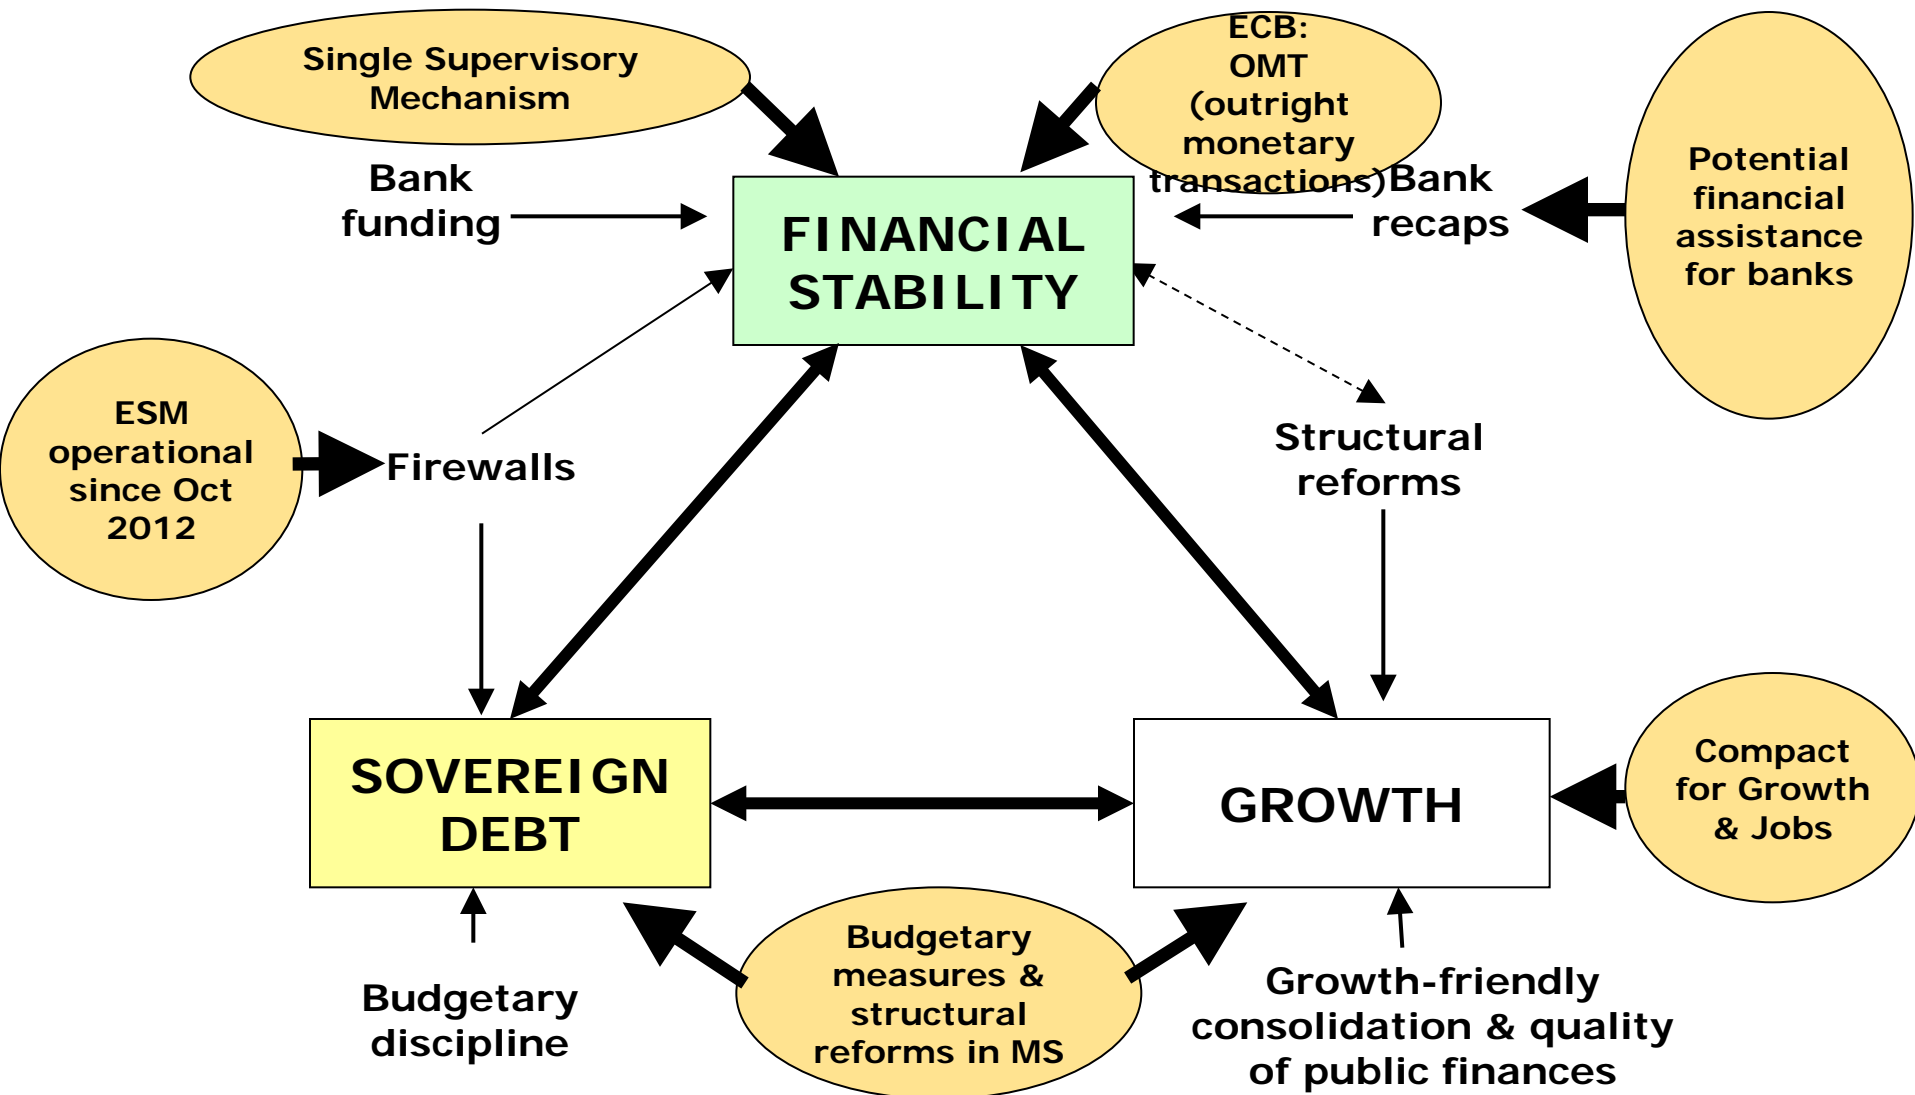 Single Supervisory
Mechanism
ECB:
OMT
(outright
monetary
transactions)
Potential
financial
assistance
for banks
Bank
funding
FINANCIAL
STABILITY
Bank
recaps
ESM
operational
since Oct
2012
Firewalls
Structural
reforms
SOVEREIGN
DEBT
GROWTH
Compact
for Growth
& Jobs
Budgetary
discipline
Budgetary
measures &
structural
reforms in MS
Growth-friendly
consolidation & quality
of public finances